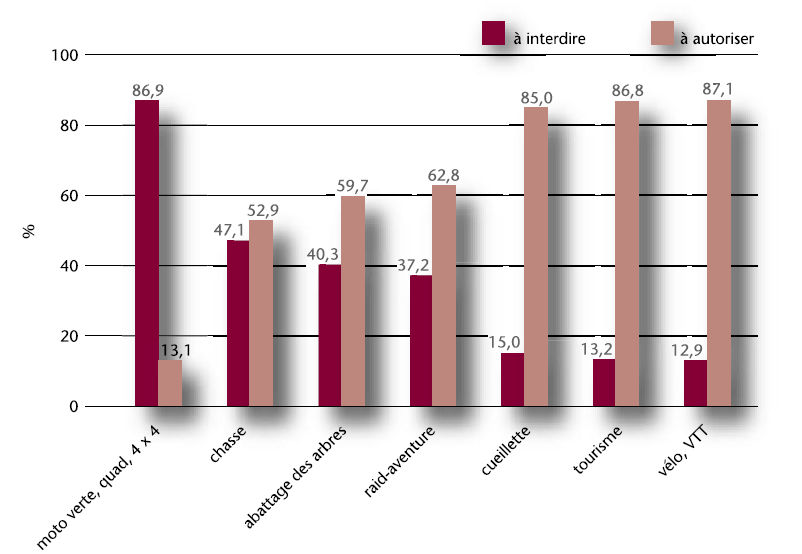 à interdire
à autoriser
100
80
60
40
20
0
%
86,9
13,1
47,1
52,9
40,3
59,7
37,2
62,8
15,0
85,0
13,2
86,8
12,9
87,1
moto verte, quad, 4 x 4
chasse
abattage des arbres
raid-aventure
cueillette
tourisme
vélo, VTT